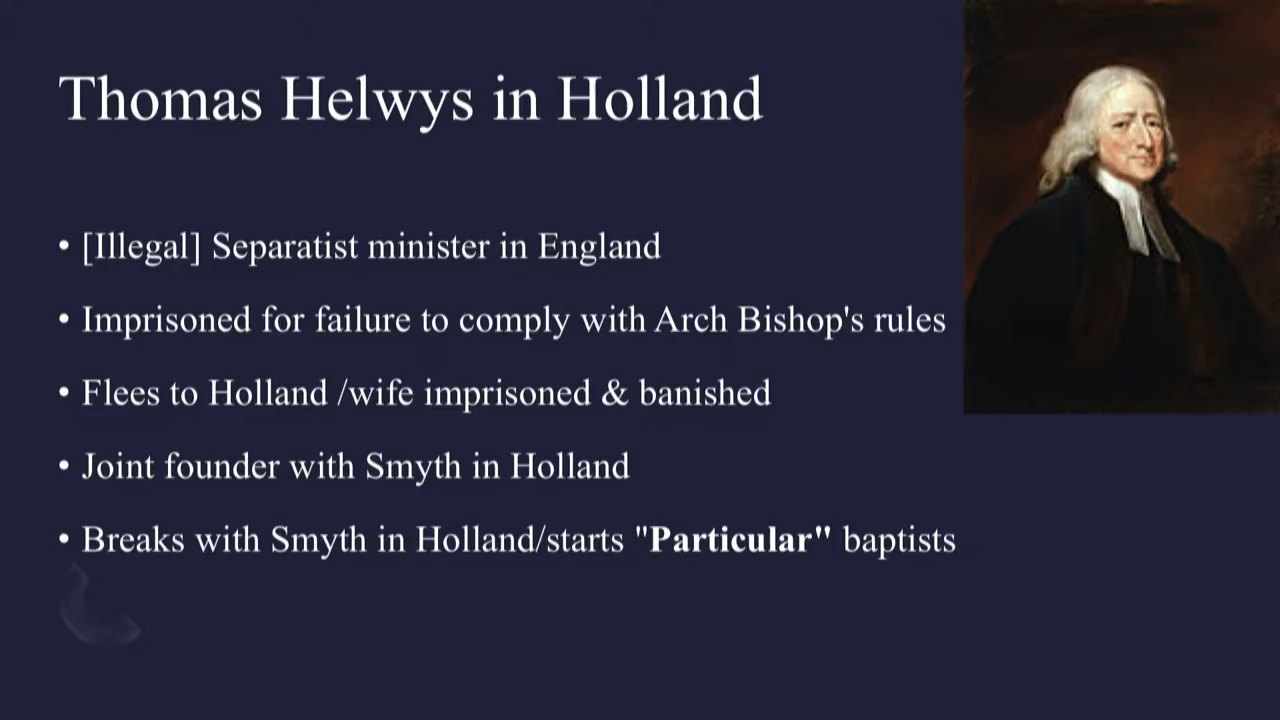 Thomas Helwys in Holland
• [Illegal] Separatist minister in England
• Imprisoned for failure to comply with Arch Bishop's rules
• Flees to Holland /wife imprisoned & banished
• Joint founder with Smyth in Holland
• Breaks with Smyth in Holland/starts "Particular" baptists